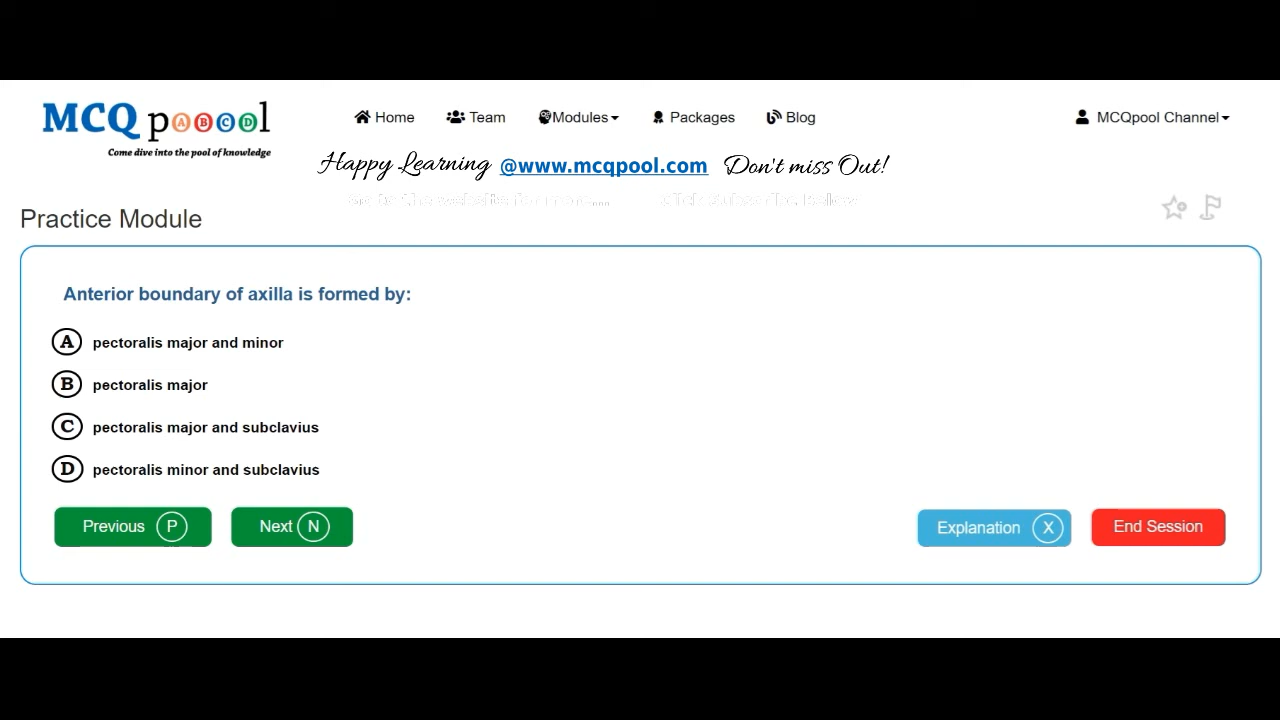 MCQ pABCDl
Come dive into the pool of knowledge
Home Team Modules Packages Blog MCQpool Channel
Happy Learning @www.mcqpool.com Don't miss Out!
Practice Module
Anterior boundary of axilla is formed by:
A pectoralis major and minor
B pectoralis major
C pectoralis major and subclavius
D pectoralis minor and subclavius
Previous P Next N Explanation X End Session